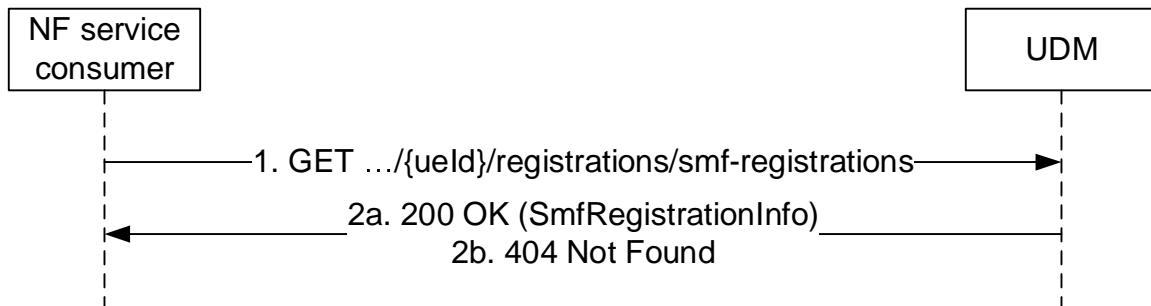 NF service
consumer
UDM
1. GET …/{ueId}/registrations/smf-registrations
2a. 200 OK (SmfRegistrationInfo)
2b. 404 Not Found